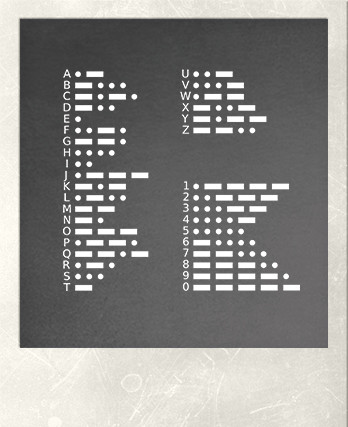 A ● ▬
B ▬ ● ● ●
C ▬ ● ▬ ●
D ▬ ● ●
E ●
F ● ● ▬ ●
G ▬ ▬ ●
H ● ● ● ●
I ● ●
J ● ▬ ▬ ▬
K ▬ ● ▬
L ● ▬ ● ●
M ▬ ▬
N ▬ ●
O ▬ ▬ ▬
P ● ▬ ▬ ●
Q ▬ ▬ ● ▬
R ● ▬ ●
S ● ● ●
T ▬
U ● ● ▬
V ● ● ● ▬
W ● ▬ ▬
X ▬ ● ● ▬
Y ▬ ● ▬ ▬
Z ▬ ▬ ● ●
1 ● ▬ ▬ ▬ ▬
2 ● ● ▬ ▬ ▬
3 ● ● ● ▬ ▬
4 ● ● ● ● ▬
5 ● ● ● ● ●
6 ▬ ● ● ● ●
7 ▬ ▬ ● ● ●
8 ▬ ▬ ▬ ● ●
9 ▬ ▬ ▬ ▬ ●
0 ▬ ▬ ▬ ▬ ▬